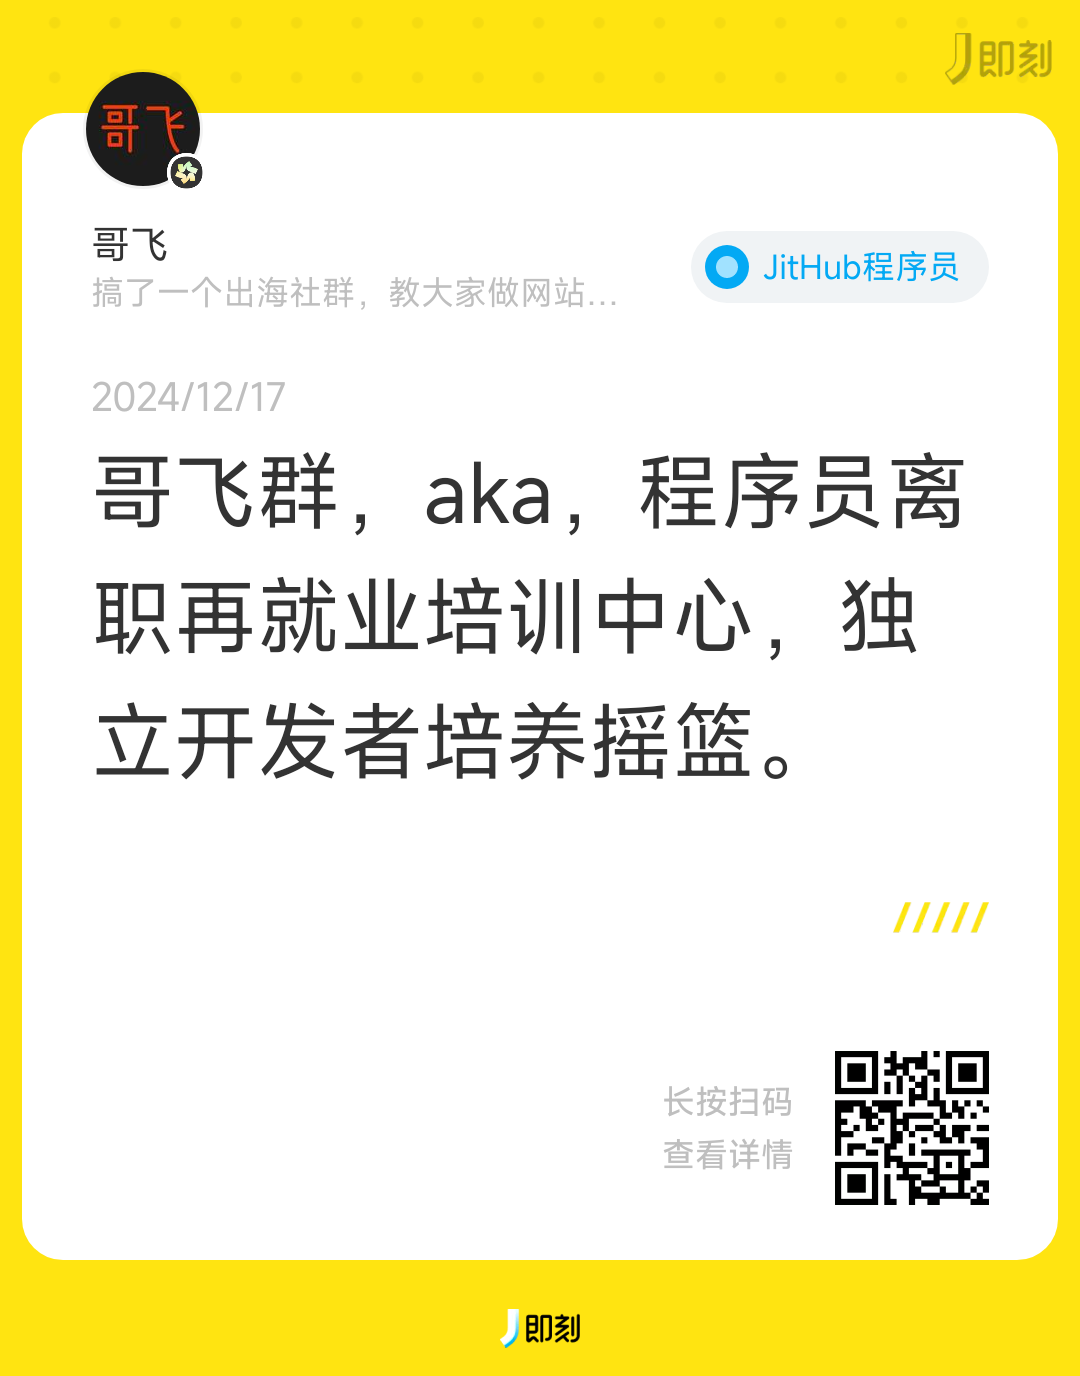 即刻
哥飞
哥飞
搞了一个出海社群，教大家做网站...
JitHub程序员
2024/12/17
哥飞群，aka，程序员离
职再就业培训中心，独
立开发者培养摇篮。
长按扫码
查看详情
即刻